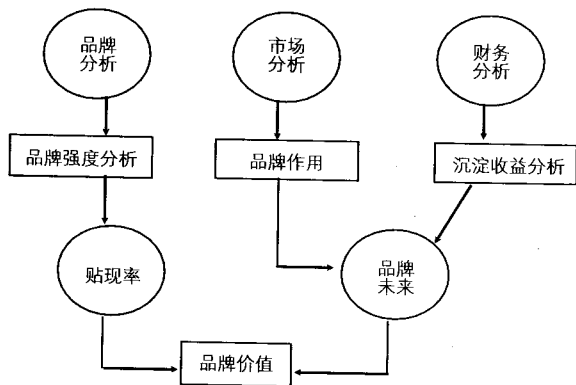 品牌
分析
市场
分析
财务
分析
品牌强度分析
品牌作用
沉淀收益分析
贴现率
品牌
未来
品牌价值